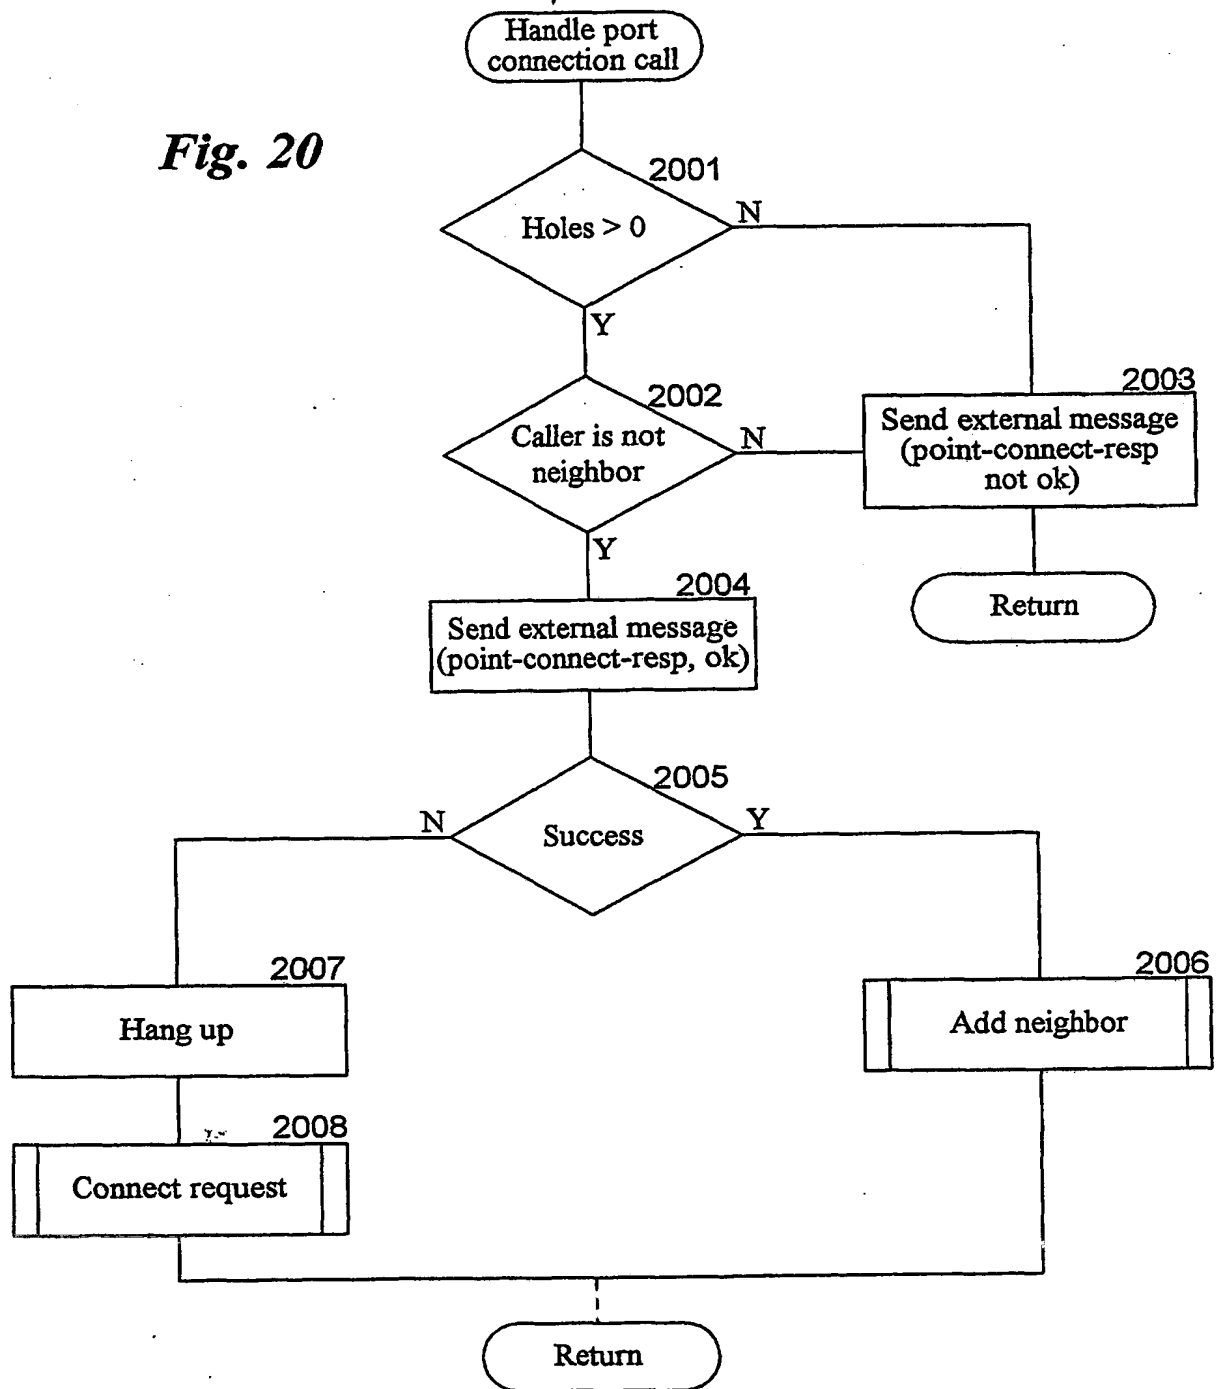 Handle port
connection call
Fig. 20
2001
Holes > 0
N
Y
2002
Caller is not
neighbor
N
Y
2003
Send external message
(point-connect-resp
not ok)
Return
2004
Send external message
(point-connect-resp, ok)
2005
Success
N
Y
2007
Hang up
2006
Add neighbor
2008
Connect request
Return